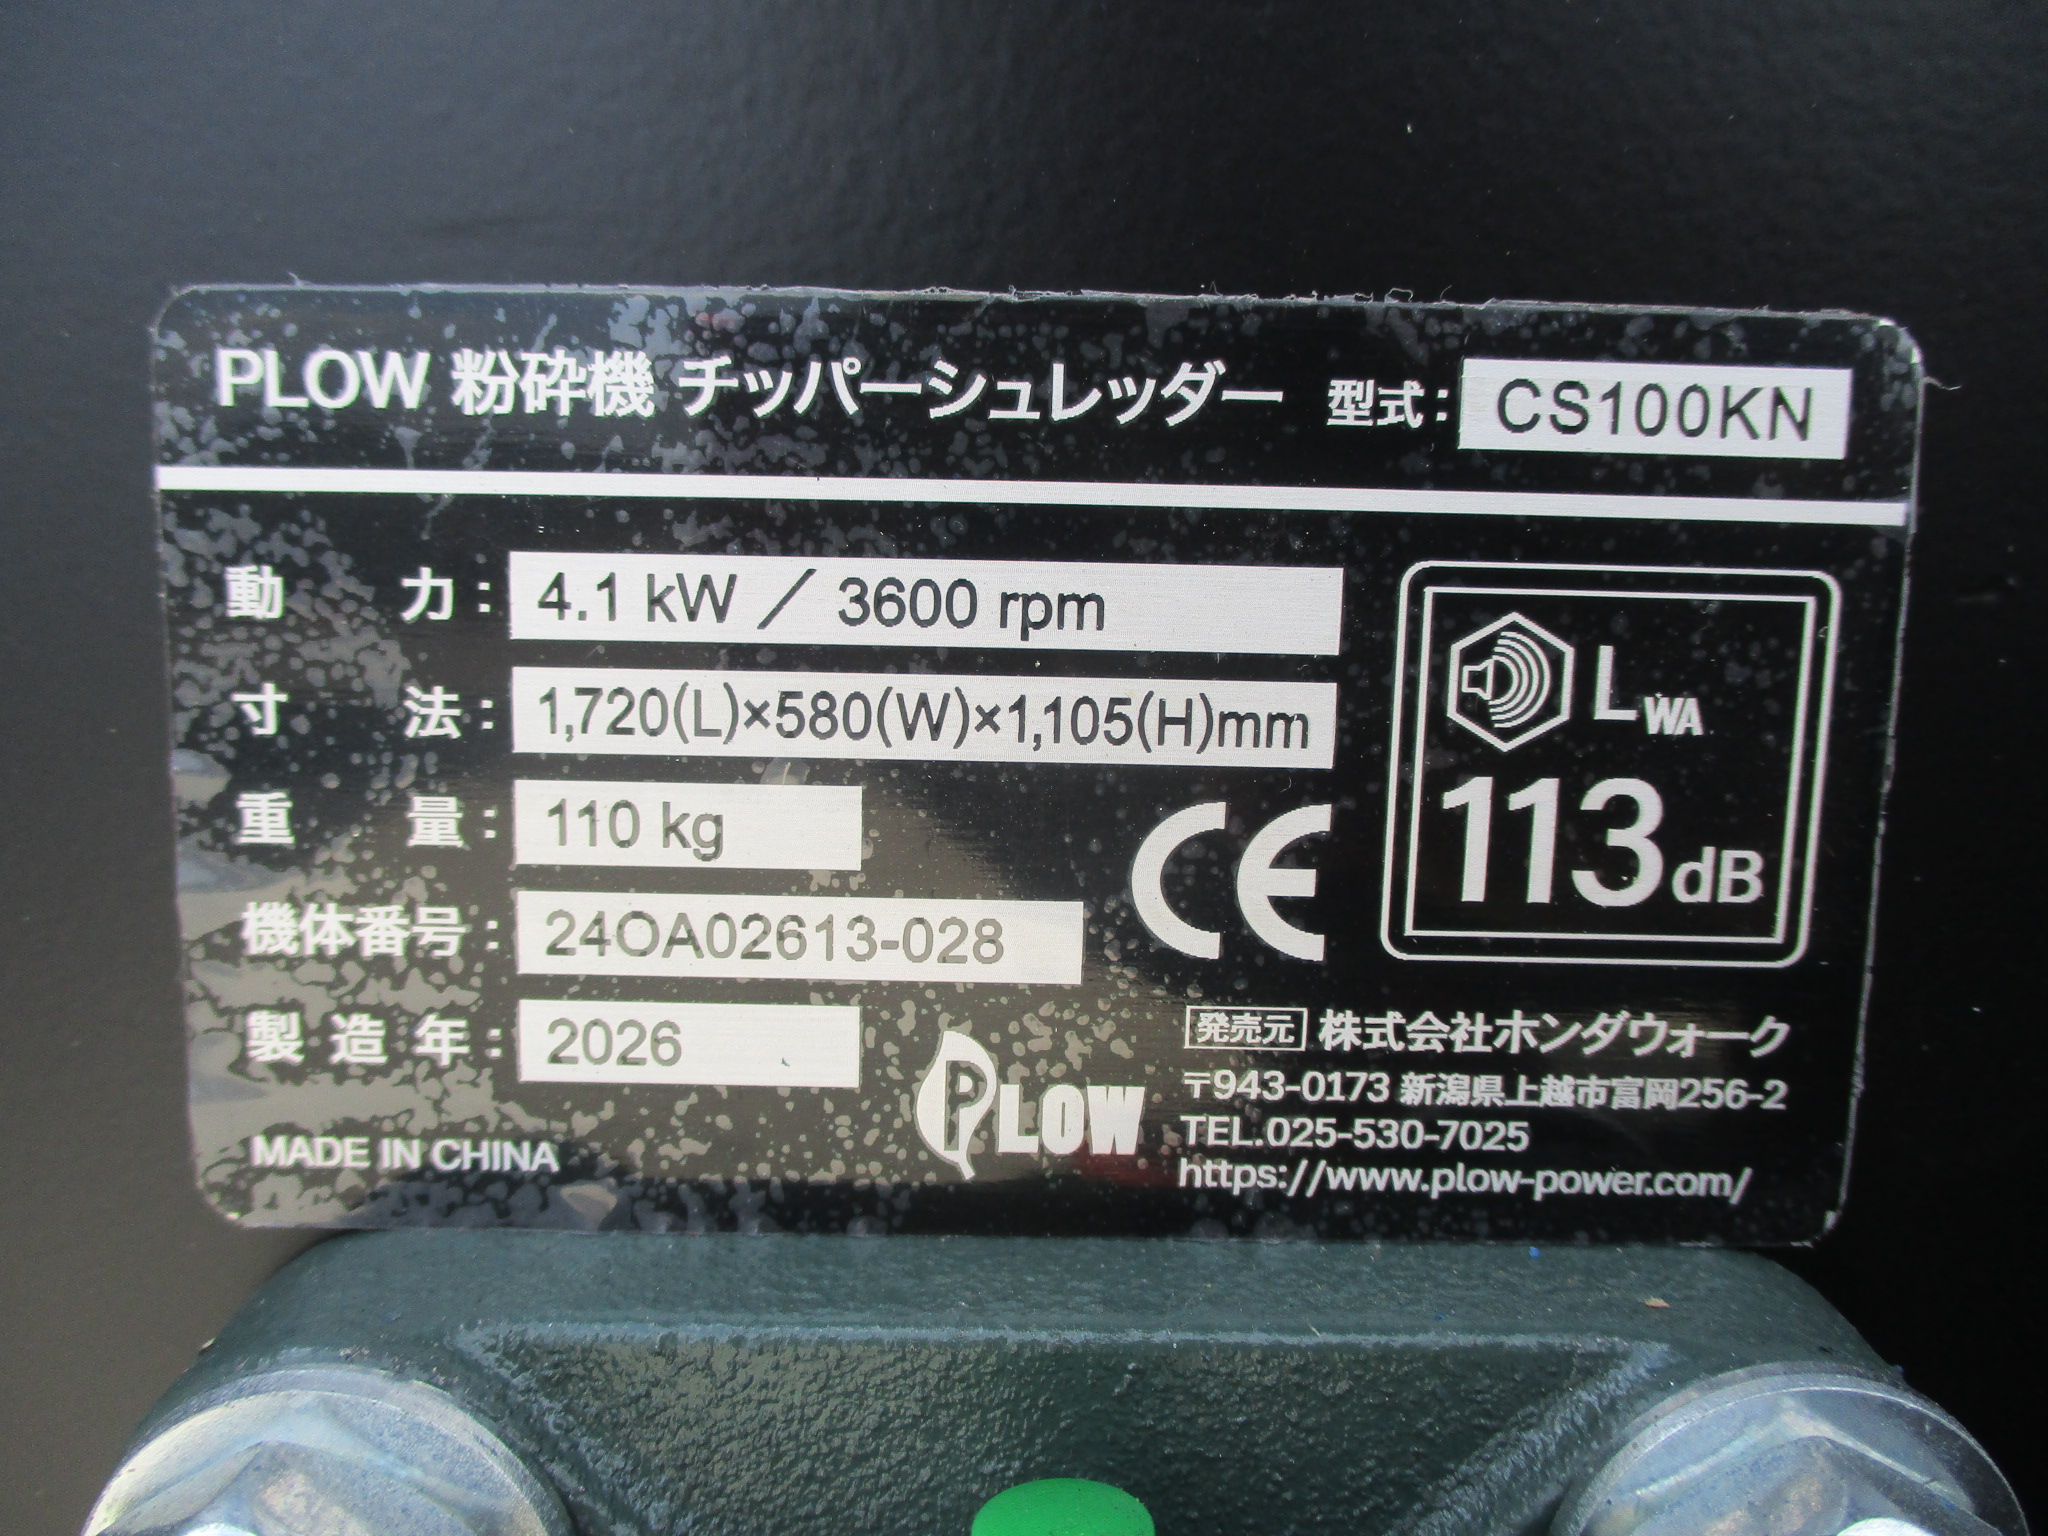 PLOW 粉砕機 チッパーシュレッダー 型式: CS100KN
動力: 4.1 kW / 3600 rpm
寸法: 1,720(L)×580(W)×1,105(H)mm
重量: 110 kg
機体番号: 24OA02613-028
製造年: 2026
MADE IN CHINA
CE
LWA
113dB
PLOW
発売元 株式会社ホンダウォーク
〒943-0173 新潟県上越市富岡256-2
TEL.025-530-7025
https://www.plow-power.com/